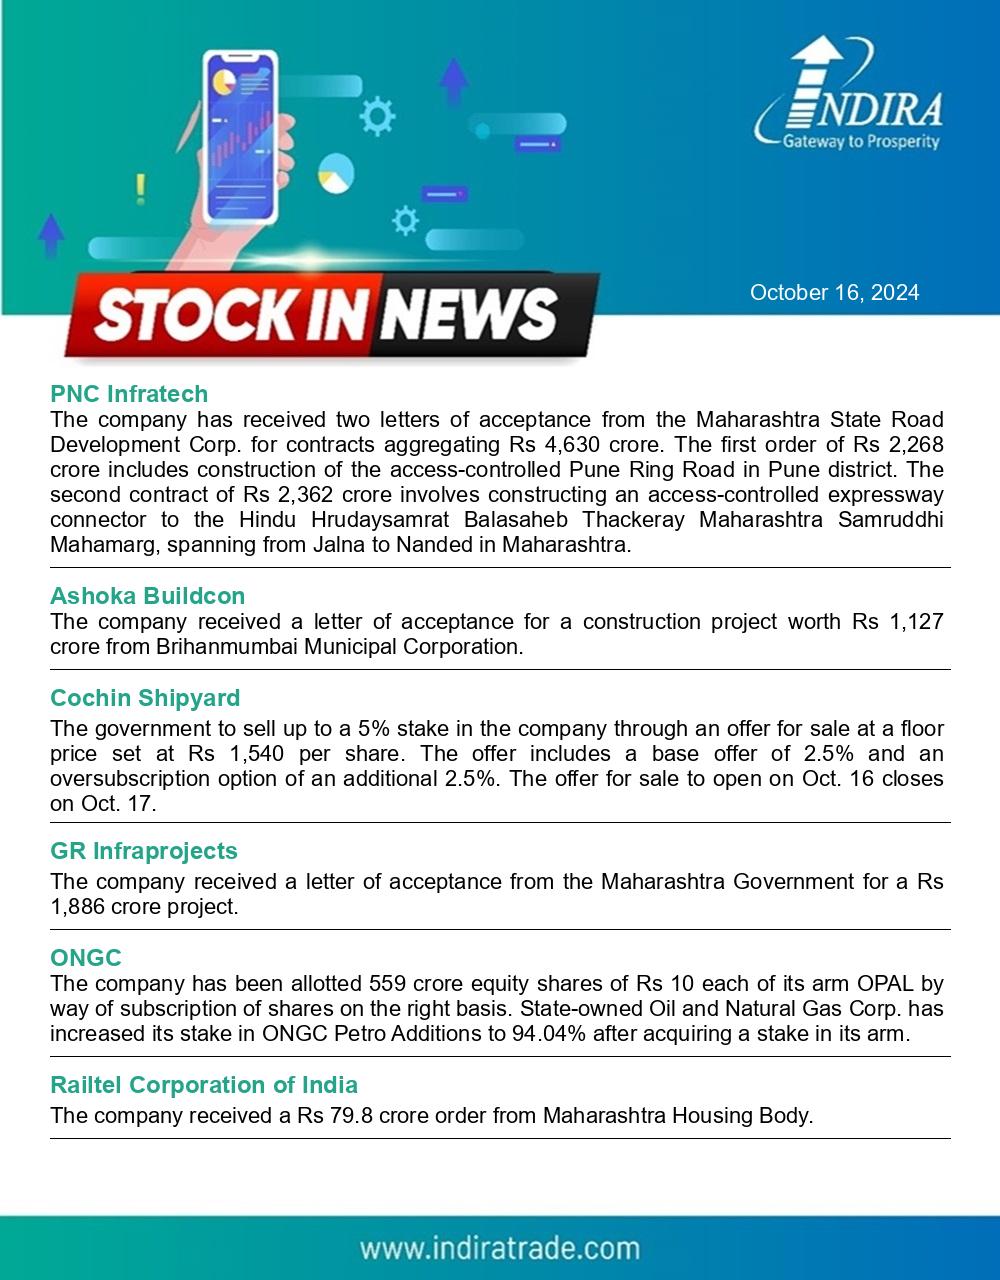 INDIRA
Gateway to Prosperity
STOCK IN NEWS
October 16, 2024
PNC Infratech
The company has received two letters of acceptance from the Maharashtra State Road
Development Corp. for contracts aggregating Rs 4,630 crore. The first order of Rs 2,268
crore includes construction of the access-controlled Pune Ring Road in Pune district. The
second contract of Rs 2,362 crore involves constructing an access-controlled expressway
connector to the Hindu Hrudaysamrat Balasaheb Thackeray Maharashtra Samruddhi
Mahamarg, spanning from Jalna to Nanded in Maharashtra.
Ashoka Buildcon
The company received a letter of acceptance for a construction project worth Rs 1,127
crore from Brihanmumbai Municipal Corporation.
Cochin Shipyard
The government to sell up to a 5% stake in the company through an offer for sale at a floor
price set at Rs 1,540 per share. The offer includes a base offer of 2.5% and an
oversubscription option of an additional 2.5%. The offer for sale to open on Oct. 16 closes
on Oct. 17.
GR Infraprojects
The company received a letter of acceptance from the Maharashtra Government for a Rs
1,886 crore project.
ONGC
The company has been allotted 559 crore equity shares of Rs 10 each of its arm OPAL by
way of subscription of shares on the right basis. State-owned Oil and Natural Gas Corp. has
increased its stake in ONGC Petro Additions to 94.04% after acquiring a stake in its arm.
Railtel Corporation of India
The company received a Rs 79.8 crore order from Maharashtra Housing Body.
www.indiratrade.com